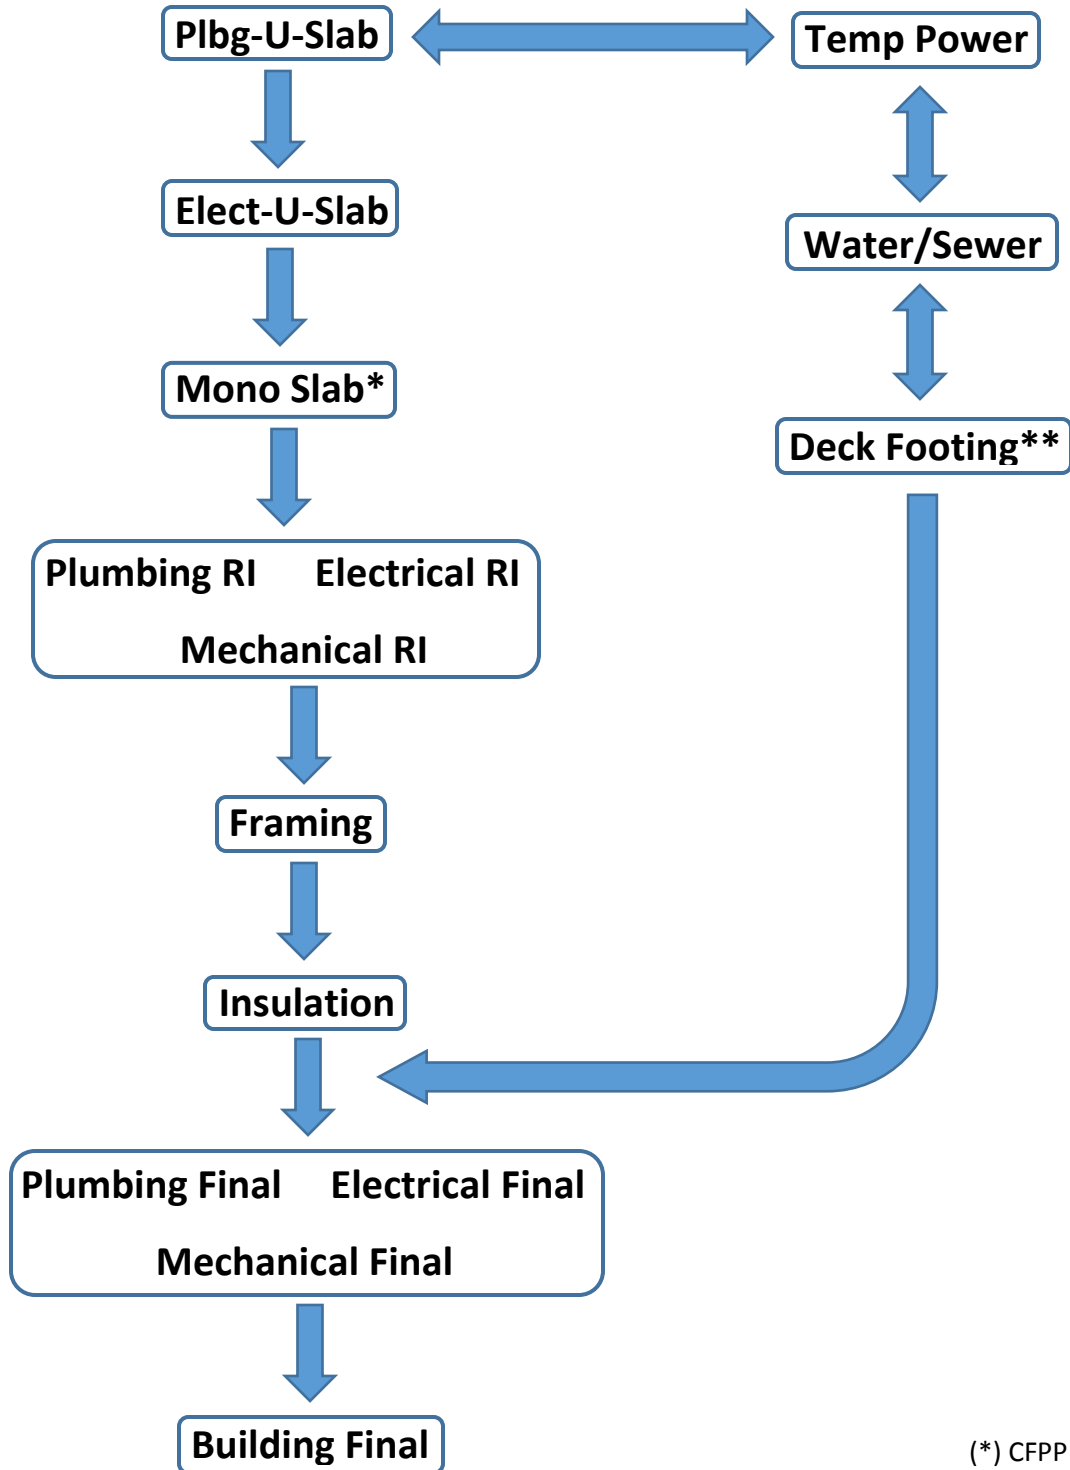 Plbg-U-Slab
Temp Power
Elect-U-Slab
Water/Sewer
Mono Slab*
Deck Footing**
Plumbing RI Electrical RI
Mechanical RI
Framing
Insulation
Plumbing Final Electrical Final
Mechanical Final
Building Final
(*) CFPP